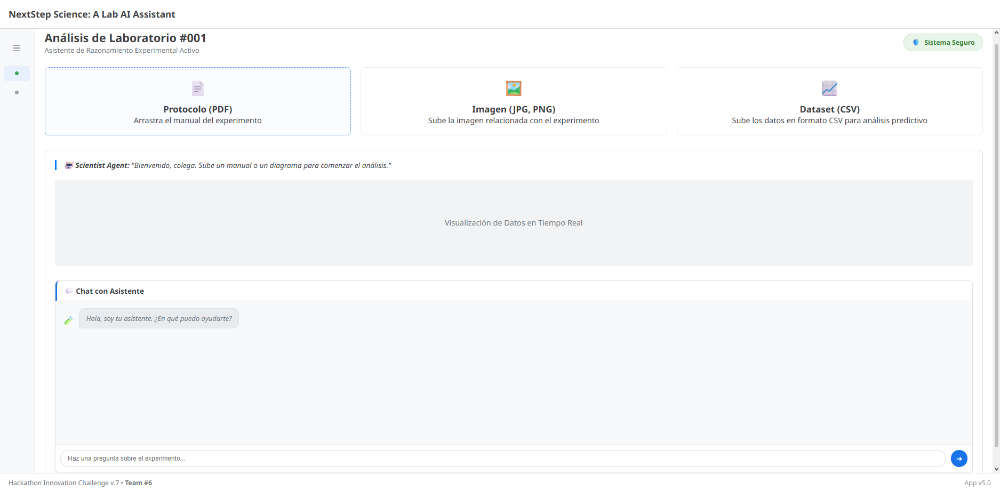 NextStep Science: A Lab AI Assistant
Análisis de Laboratorio #001
Asistente de Razonamiento Experimental Activo
Sistema Seguro
Protocolo (PDF)
Arrastra el manual del experimento
Imagen (JPG, PNG)
Sube la imagen relacionada con el experimento
Dataset (CSV)
Sube los datos en formato CSV para análisis predictivo
Scientist Agent: "Bienvenido, colega. Sube un manual o un diagrama para comenzar el análisis."
Visualización de Datos en Tiempo Real
Chat con Asistente
Hola, soy tu asistente. ¿En qué puedo ayudarte?
Haz una pregunta sobre el experimento...
Hackathon Innovation Challenge v.7 • Team #6
App v5.0